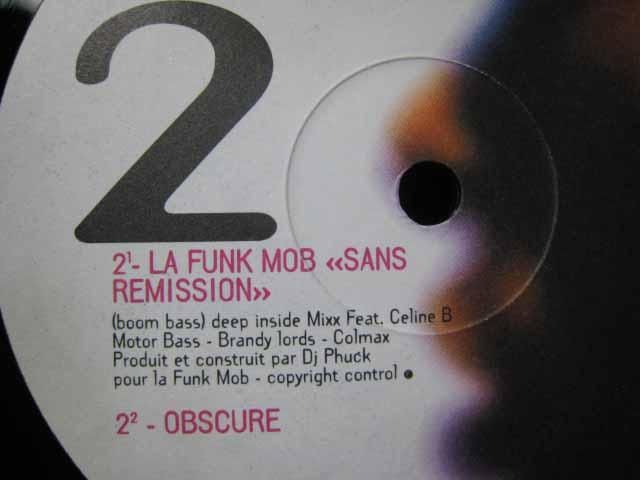 2
2¹- LA FUNK MOB «SANS
REMISSION»
(boom bass) deep inside Mixx Feat. Celine B
Motor Bass - Brandy lords - Colmax
Produit et construit par Dj Phuck
pour la Funk Mob - copyright control ●
2² - OBSCURE